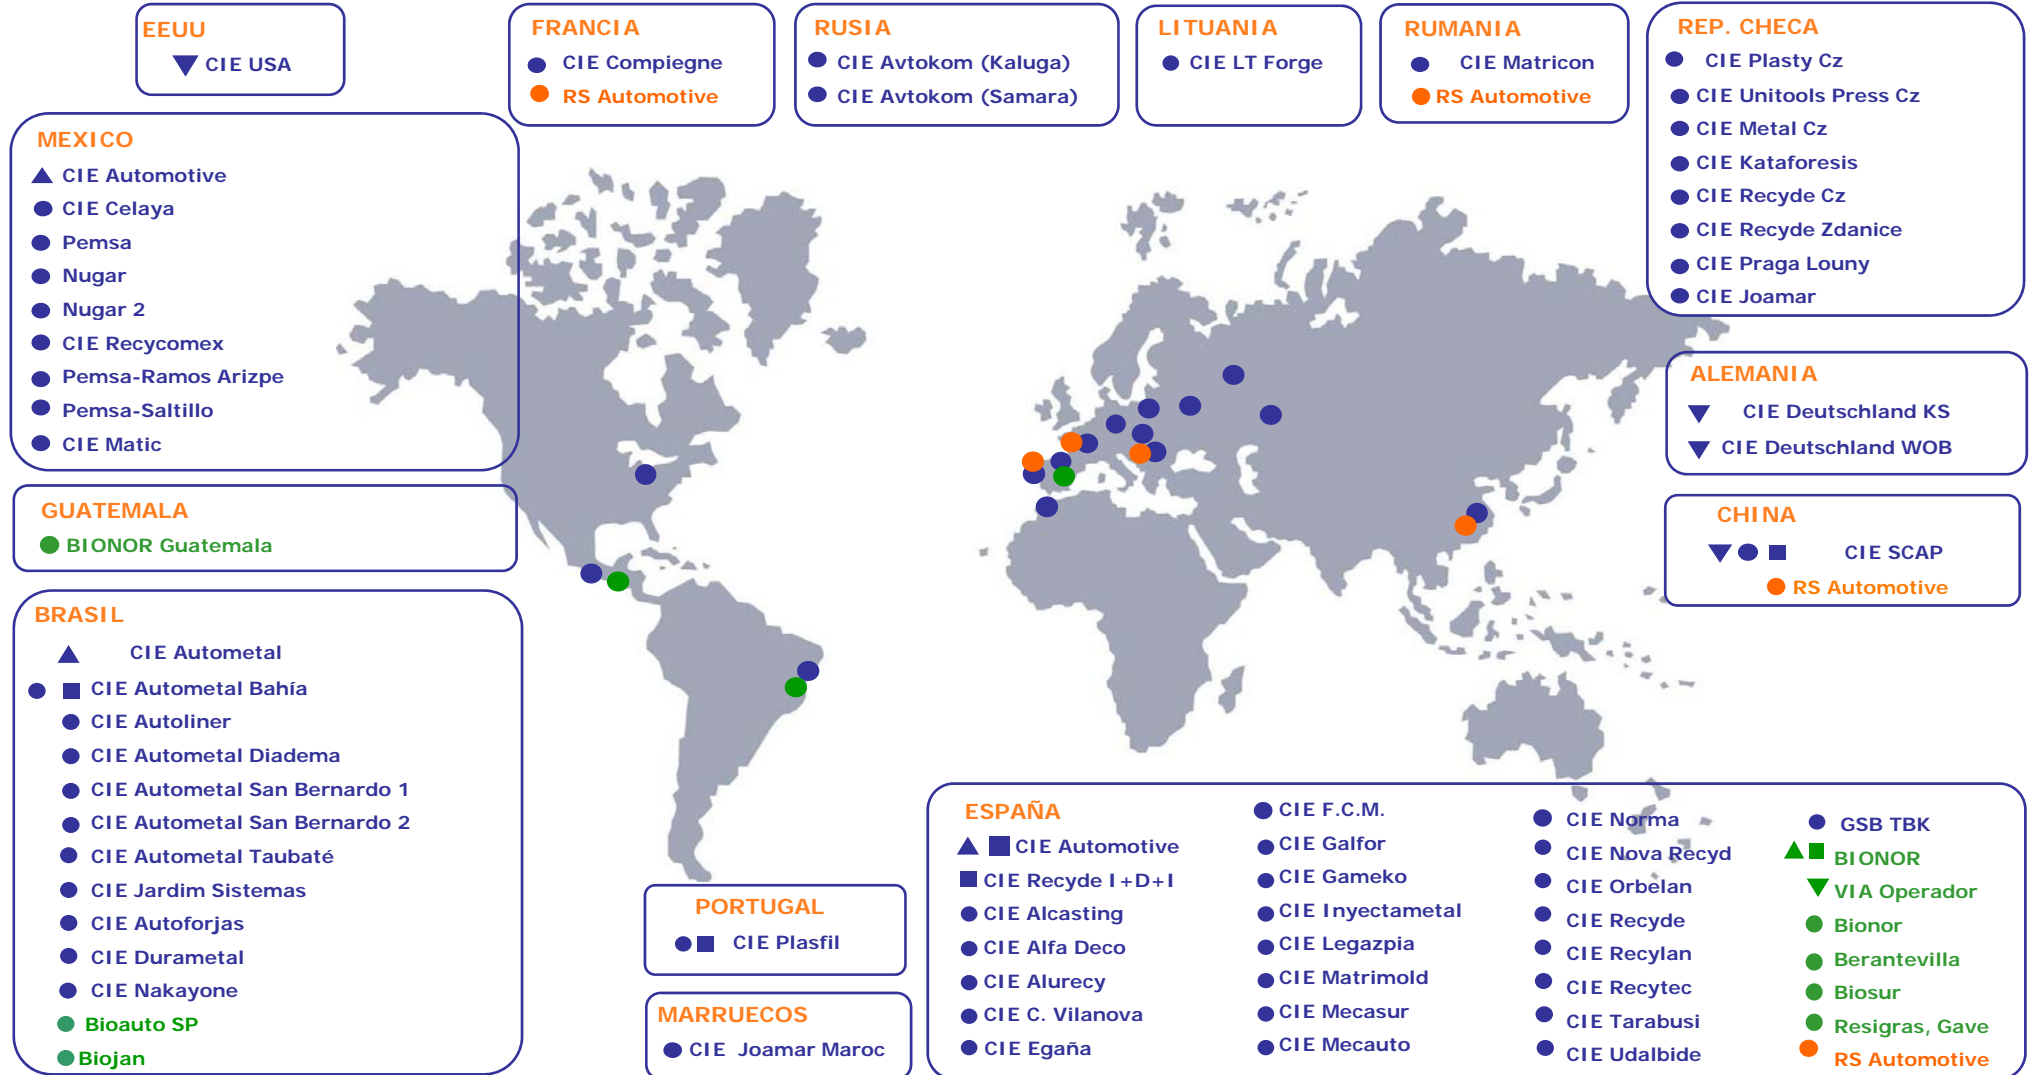 EEUU
CIE USA
FRANCIA
CIE Compiegne
RS Automotive
RUSIA
CIE Avtokom (Kaluga)
CIE Avtokom (Samara)
LITUANIA
CIE LT Forge
RUMANIA
CIE Matricon
RS Automotive
REP. CHECA
CIE Plasty Cz
CIE Unitools Press Cz
CIE Metal Cz
CIE Kataforesis
CIE Recyde Cz
CIE Recyde Zdanice
CIE Praga Louny
CIE Joamar
MEXICO
CIE Automotive
CIE Celaya
Pemsa
Nugar
Nugar 2
CIE Recycomex
Pemsa-Ramos Arizpe
Pemsa-Saltillo
CIE Matic
ALEMANIA
CIE Deutschland KS
CIE Deutschland WOB
GUATEMALA
BIONOR Guatemala
CHINA
CIE SCAP
RS Automotive
BRASIL
CIE Autometal
CIE Autometal Bahía
CIE Autoliner
CIE Autometal Diadema
CIE Autometal San Bernardo 1
CIE Autometal San Bernardo 2
CIE Autometal Taubaté
CIE Jardim Sistemas
CIE Autoforjas
CIE Durametal
CIE Nakayone
Bioauto SP
Biojan
PORTUGAL
CIE Plasfil
MARRUECOS
CIE Joamar Maroc
ESPAÑA
CIE Automotive
CIE Recyde I+D+I
CIE Alcasting
CIE Alfa Deco
CIE Alurecy
CIE C. Vilanova
CIE Egaña
CIE F.C.M.
CIE Galfor
CIE Gameko
CIE Inyectametal
CIE Legazpia
CIE Matrimold
CIE Mecasur
CIE Mecauto
CIE Norma
CIE Nova Recyd
CIE Orbelan
CIE Recyde
CIE Recylan
CIE Recytec
CIE Tarabusi
CIE Udalbide
GSB TBK
BIONOR
VIA Operador
Bionor
Berantevilla
Biosur
Resigras, Gave
RS Automotive